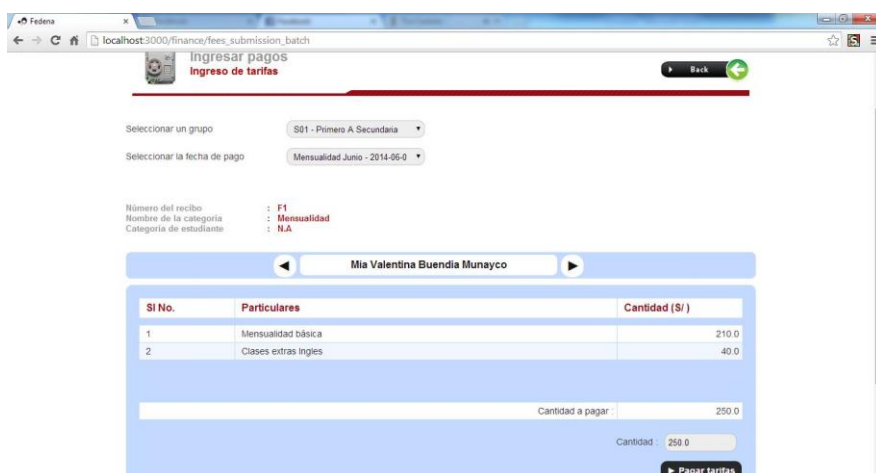 Fedena
localhost:3000/finance/fees_submission_batch
Ingresar pagos
Ingreso de tarifas
Back
Seleccionar un grupo
S01 - Primero A Secundaria
Seleccionar la fecha de pago
Mensualidad Junio - 2014-06-0
Número del recibo : F1
Nombre de la categoría : Mensualidad
Categoría de estudiante : N.A
Mia Valentina Buendía Munayco
Sl No. Particulares Cantidad (S/ )
1 Mensualidad básica 210.0
2 Clases extras Ingles 40.0
Cantidad a pagar : 250.0
Cantidad : 250.0
Pagar tarifas